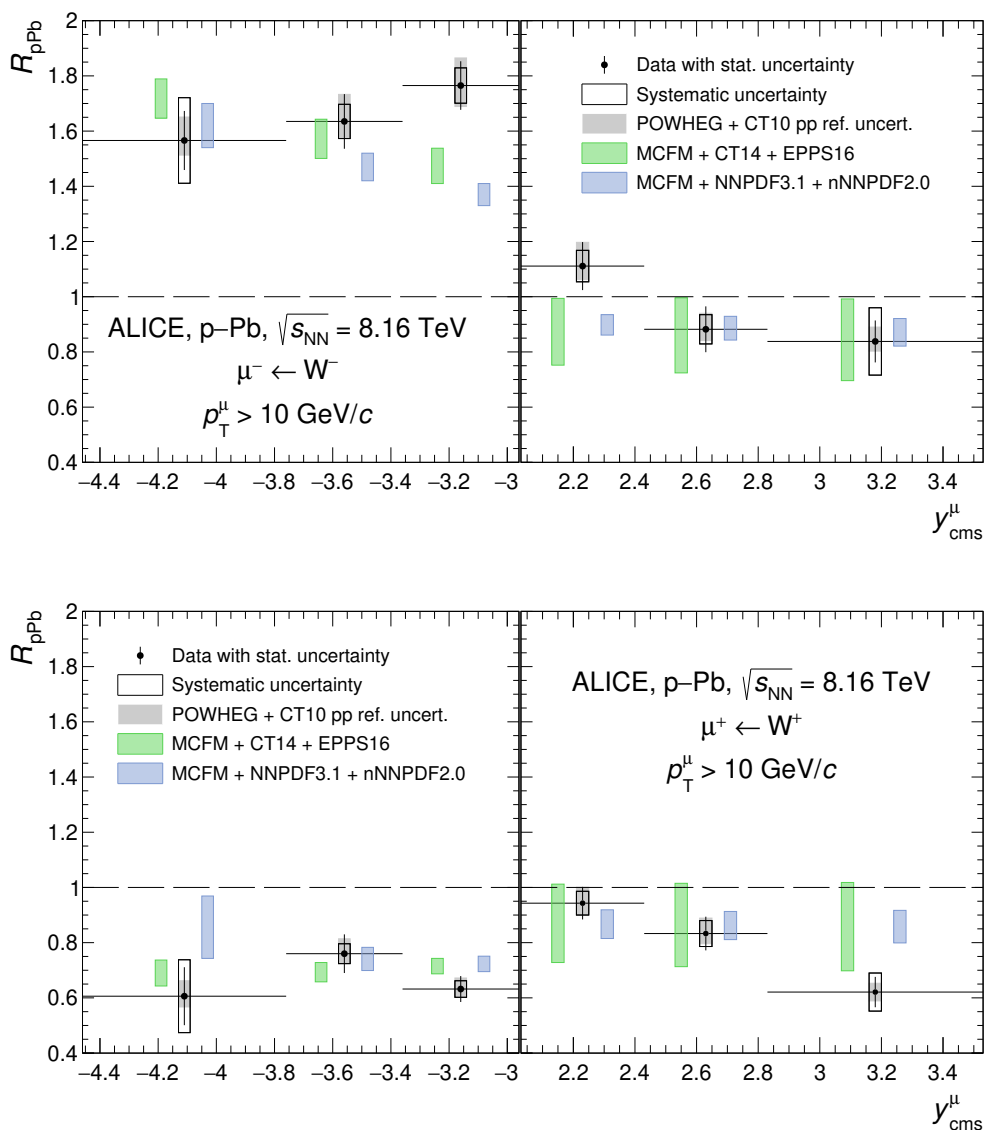 R_pPb
2
1.8
1.6
1.4
1.2
1
0.8
0.6
0.4
Data with stat. uncertainty
Systematic uncertainty
POWHEG + CT10 pp ref. uncert.
MCFM + CT14 + EPPS16
MCFM + NNPDF3.1 + nNNPDF2.0
ALICE, p–Pb, √s_NN = 8.16 TeV
μ⁻ ← W⁻
p_T^μ > 10 GeV/c
−4.4 −4.2 −4 −3.8 −3.6 −3.4 −3.2 −3 2.2 2.4 2.6 2.8 3 3.2 3.4
y_cms^μ
R_pPb
2
1.8
1.6
1.4
1.2
1
0.8
0.6
0.4
Data with stat. uncertainty
Systematic uncertainty
POWHEG + CT10 pp ref. uncert.
MCFM + CT14 + EPPS16
MCFM + NNPDF3.1 + nNNPDF2.0
ALICE, p–Pb, √s_NN = 8.16 TeV
μ⁺ ← W⁺
p_T^μ > 10 GeV/c
−4.4 −4.2 −4 −3.8 −3.6 −3.4 −3.2 −3 2.2 2.4 2.6 2.8 3 3.2 3.4
y_cms^μ